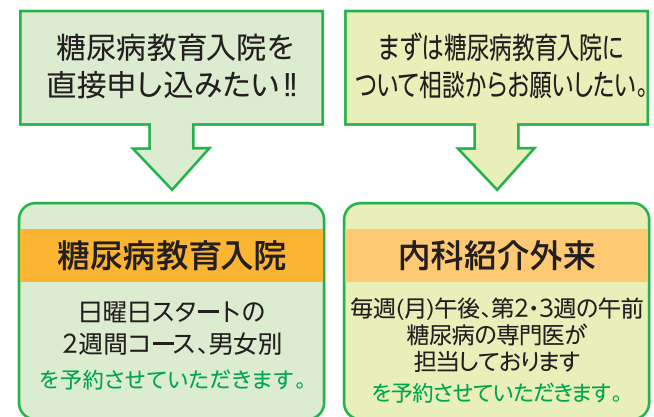 糖尿病教育入院を
直接申し込みたい!!
まずは糖尿病教育入院に
ついて相談からお願いしたい。
糖尿病教育入院
日曜日スタートの
2週間コース、男女別
を予約させていただきます。
内科紹介外来
毎週(月)午後、第2・3週の午前
糖尿病の専門医が
担当しております
を予約させていただきます。